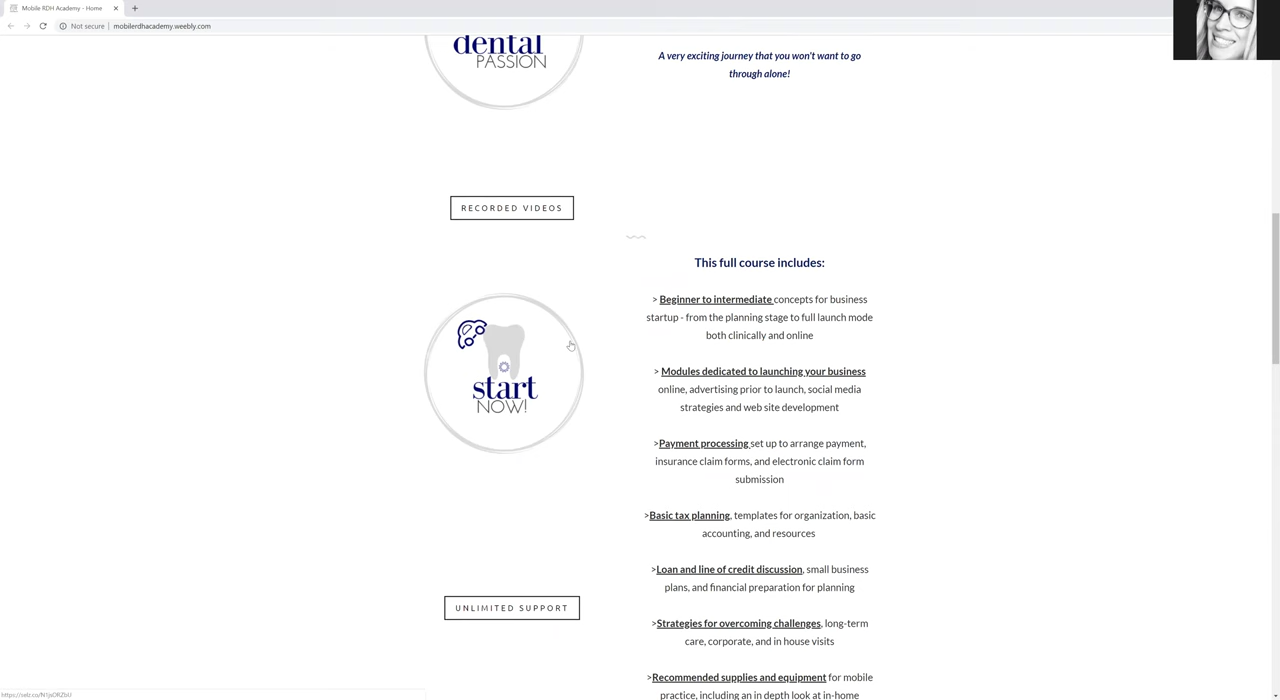 Mobile RDH Academy - Home
Not secure | mobilerdhacademy.weebly.com
dental
PASSION
A very exciting journey that you won't want to go
through alone!
RECORDED VIDEOS
This full course includes:
> Beginner to intermediate concepts for business
startup - from the planning stage to full launch mode
both clinically and online
start
NOW!
> Modules dedicated to launching your business
online, advertising prior to launch, social media
strategies and web site development
>Payment processing set up to arrange payment,
insurance claim forms, and electronic claim form
submission
>Basic tax planning, templates for organization, basic
accounting, and resources
>Loan and line of credit discussion, small business
plans, and financial preparation for planning
UNLIMITED SUPPORT
>Strategies for overcoming challenges, long-term
care, corporate, and in house visits
>Recommended supplies and equipment for mobile
practice, including an in depth look at in-home